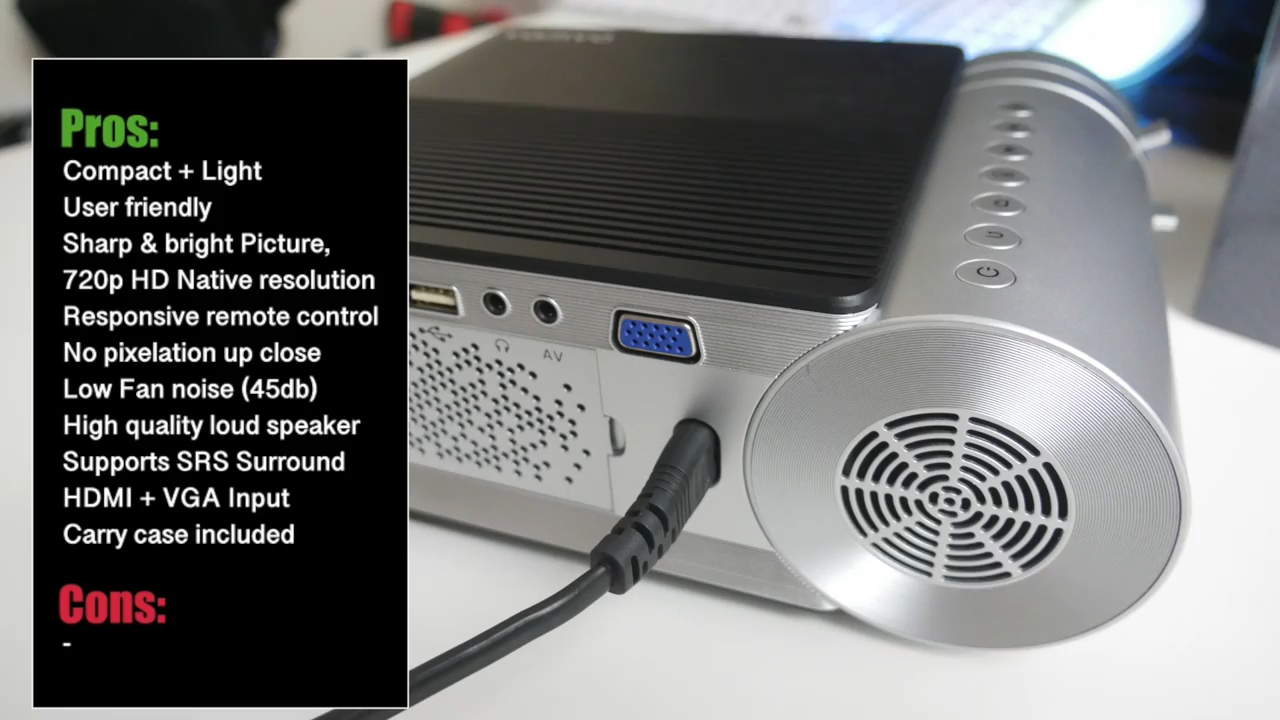 Pros:
Compact + Light
User friendly
Sharp & bright Picture,
720p HD Native resolution
Responsive remote control
No pixelation up close
Low Fan noise (45db)
High quality loud speaker
Supports SRS Surround
HDMI + VGA Input
Carry case included
Cons:
-
AV